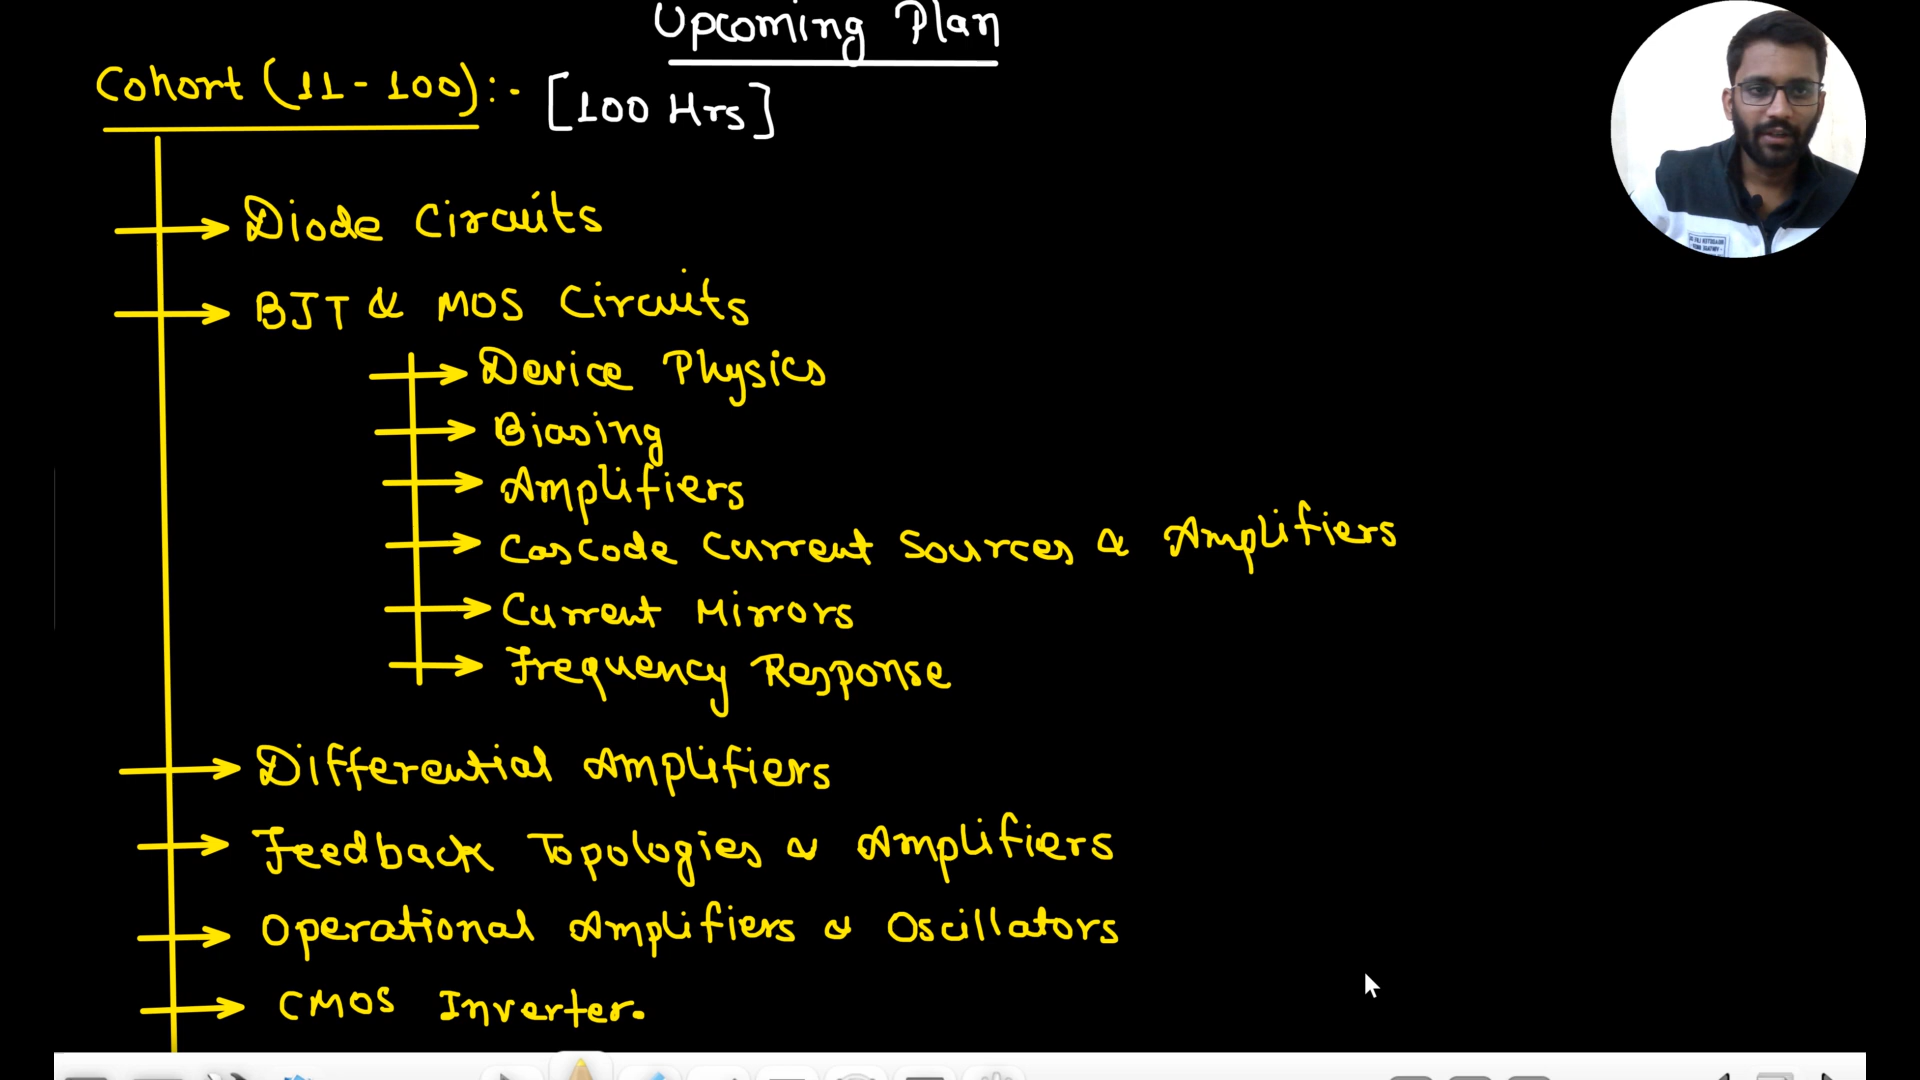 Upcoming Plan
Cohort (11-100):- [100 Hrs]
Diode Circuits
BJT & MOS Circuits
Device Physics
Biasing
Amplifiers
Cascode Current Sources & Amplifiers
Current Mirrors
Frequency Response
Differential Amplifiers
Feedback Topologies & Amplifiers
Operational Amplifiers & Oscillators
CMOS Inverter.